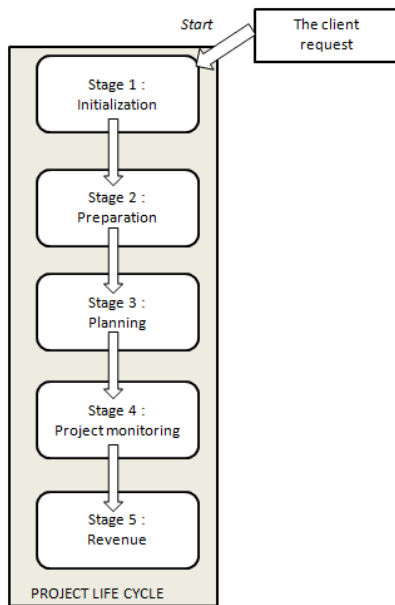 Start
The client
request
Stage 1 :
Initialization
Stage 2 :
Preparation
Stage 3 :
Planning
Stage 4 :
Project monitoring
Stage 5 :
Revenue
PROJECT LIFE CYCLE